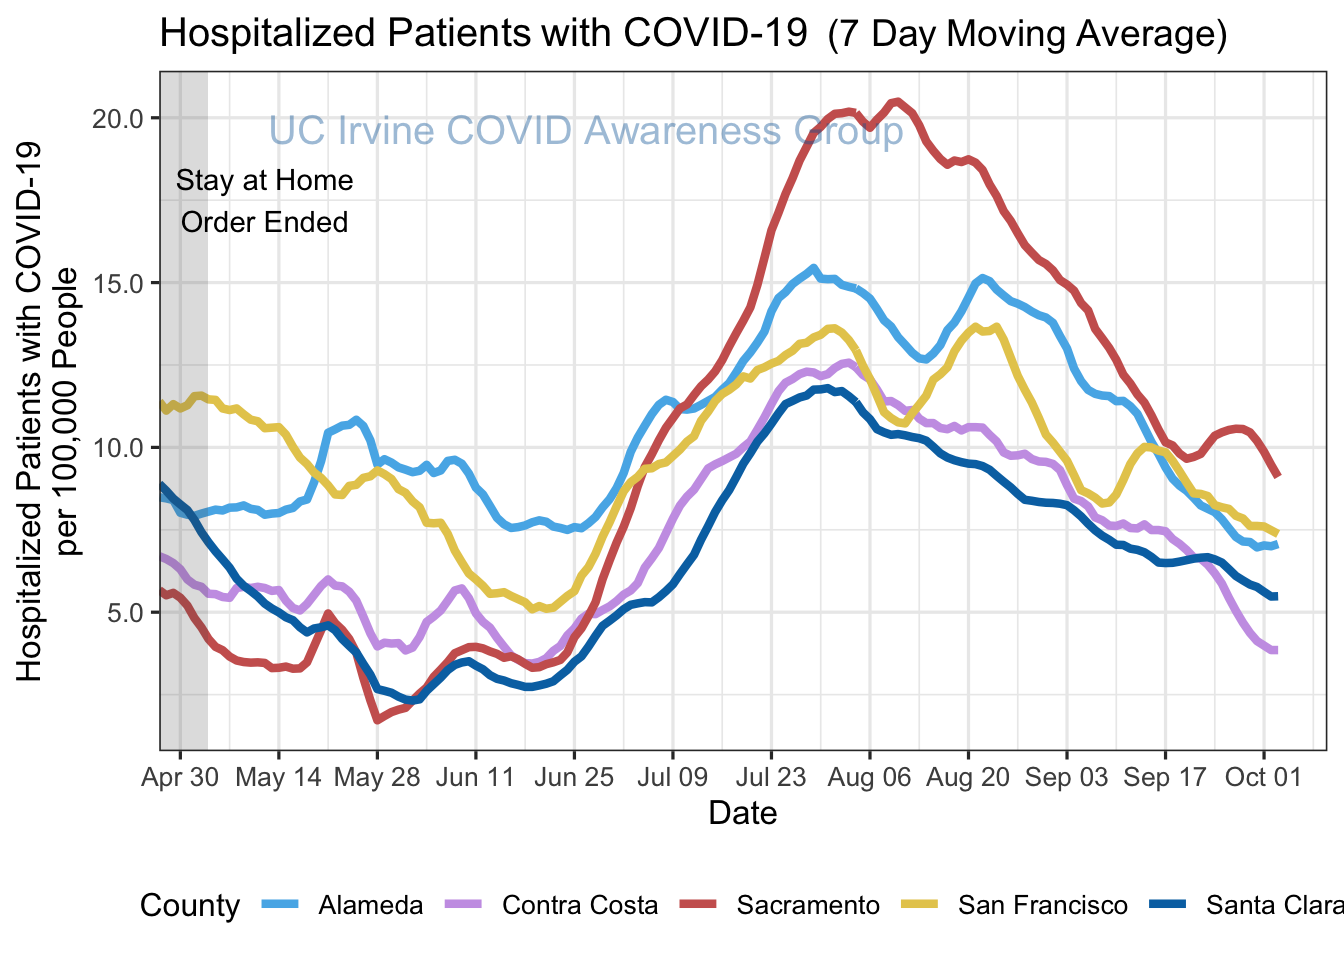 Hospitalized Patients with COVID-19 (7 Day Moving Average)
UC Irvine COVID Awareness Group
Stay at Home
Order Ended
Hospitalized Patients with COVID-19
per 100,000 People
20.0
15.0
10.0
5.0
Apr 30 May 14 May 28 Jun 11 Jun 25 Jul 09 Jul 23 Aug 06 Aug 20 Sep 03 Sep 17 Oct 01
Date
County Alameda Contra Costa Sacramento San Francisco Santa Clara